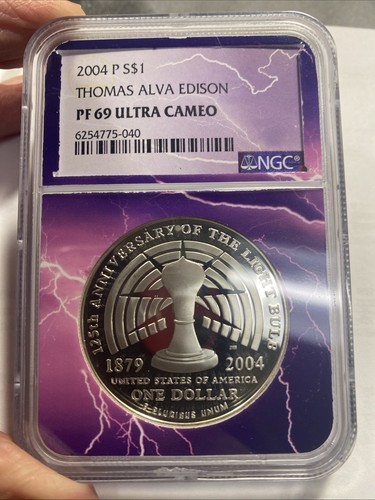 2004 P S$1
THOMAS ALVA EDISON
PF 69 ULTRA CAMEO
6254775-040
NGC
125th ANNIVERSARY OF THE LIGHT BULB
1879 2004
UNITED STATES OF AMERICA
ONE DOLLAR
E PLURIBUS UNUM